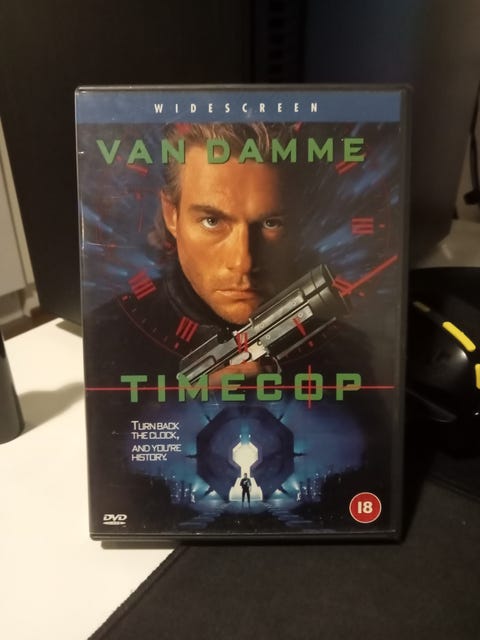 WIDESCREEN
VAN DAMME
TIMECOP
TURN BACK
THE CLOCK,
AND YOU'RE
HISTORY.
DVD
18